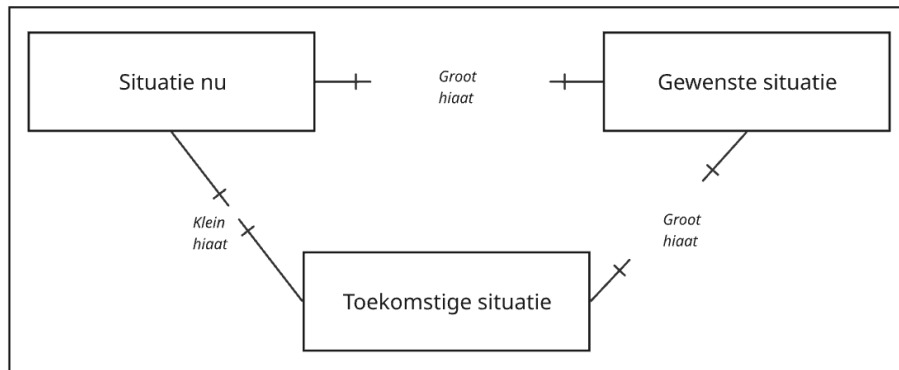 Situatie nu
Groot
hiaat
Gewenste situatie
Klein
hiaat
Groot
hiaat
Toekomstige situatie